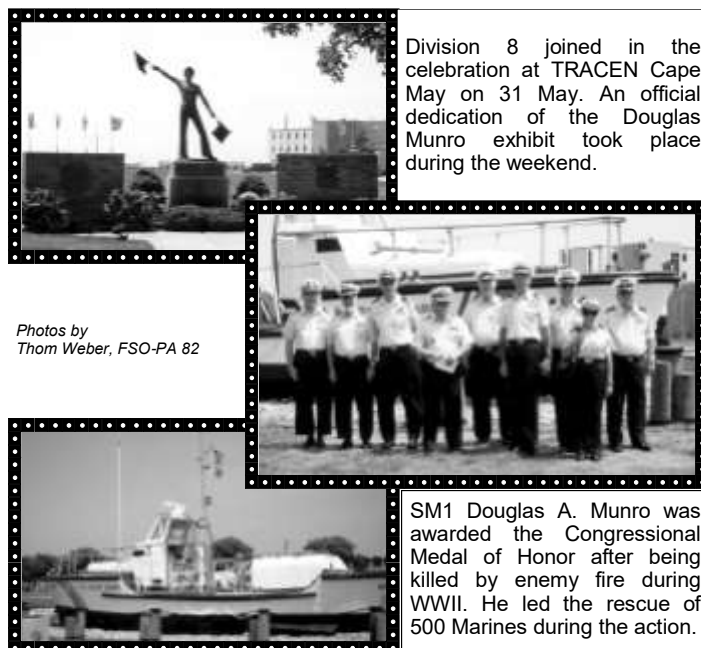 Division 8 joined in the
celebration at TRACEN Cape
May on 31 May. An official
dedication of the Douglas
Munro exhibit took place
during the weekend.
Photos by
Thom Weber, FSO-PA 82
SM1 Douglas A. Munro was
awarded the Congressional
Medal of Honor after being
killed by enemy fire during
WWII. He led the rescue of
500 Marines during the action.